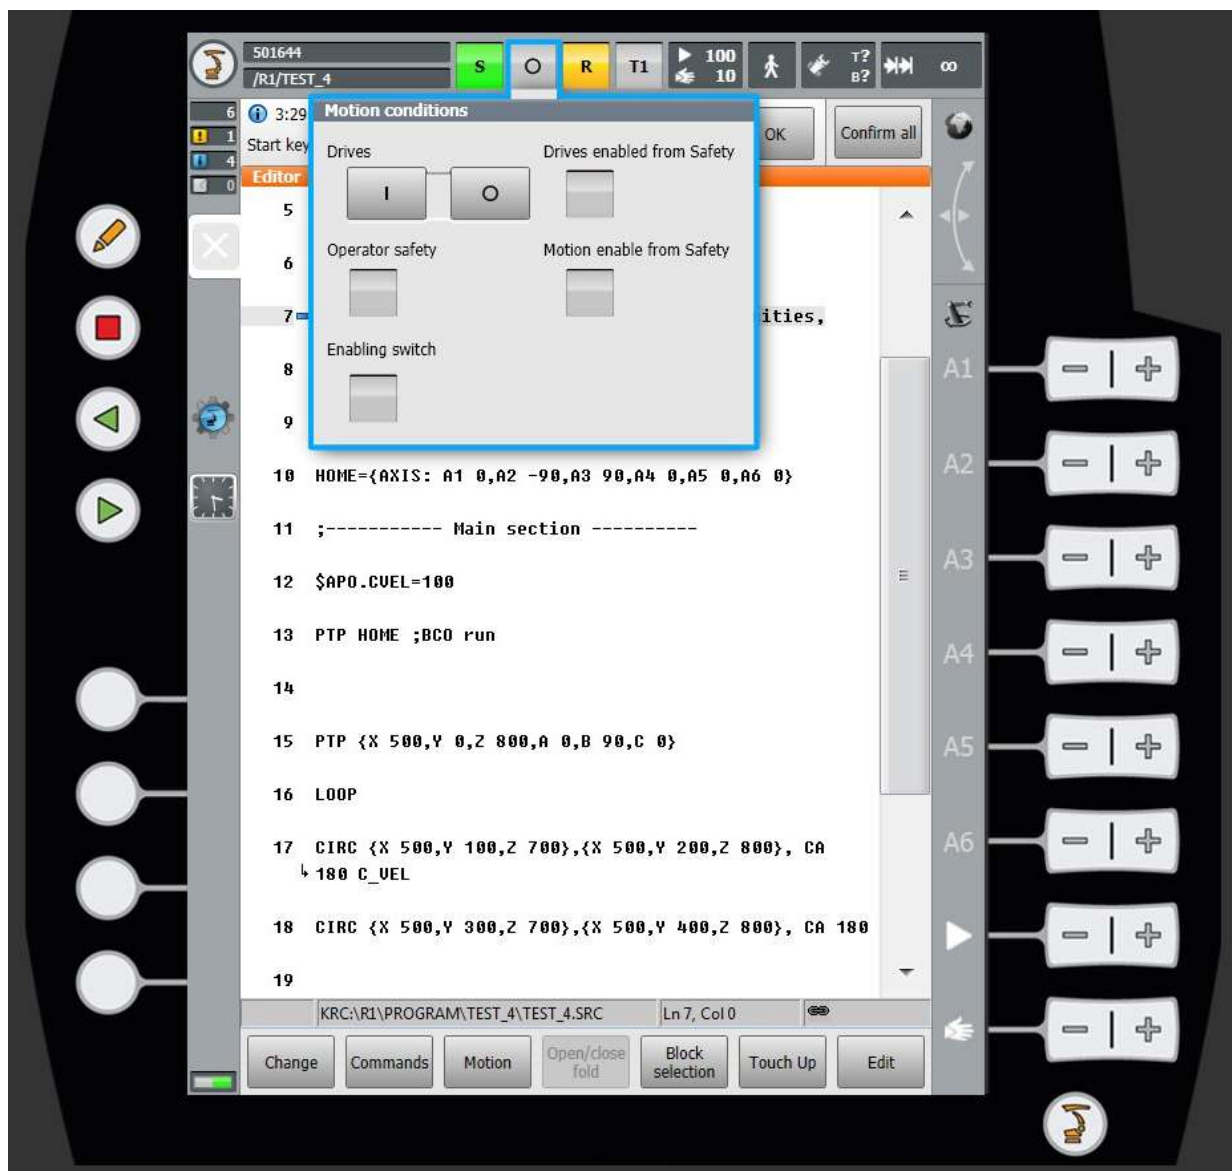 501644
/R1/TEST_4
S
O
R
T1
100
10
T?
B?
∞
6
1
4
0
3:29
Start key
OK
Confirm all
Motion conditions
Drives
Drives enabled from Safety
I
O
Operator safety
Motion enable from Safety
Enabling switch
Editor
5
6
7 ities,
8
9
10 HOME={AXIS: A1 0,A2 -90,A3 90,A4 0,A5 0,A6 0}
11 ;----------- Main section ----------
12 $APO.CVEL=100
13 PTP HOME ;BCO run
14
15 PTP {X 500,Y 0,Z 800,A 0,B 90,C 0}
16 LOOP
17 CIRC {X 500,Y 100,Z 700},{X 500,Y 200,Z 800}, CA
180 C_VEL
18 CIRC {X 500,Y 300,Z 700},{X 500,Y 400,Z 800}, CA 180
19
KRC:\R1\PROGRAM\TEST_4\TEST_4.SRC
Ln 7, Col 0
Change
Commands
Motion
Open/close
fold
Block
selection
Touch Up
Edit
A1
A2
A3
A4
A5
A6